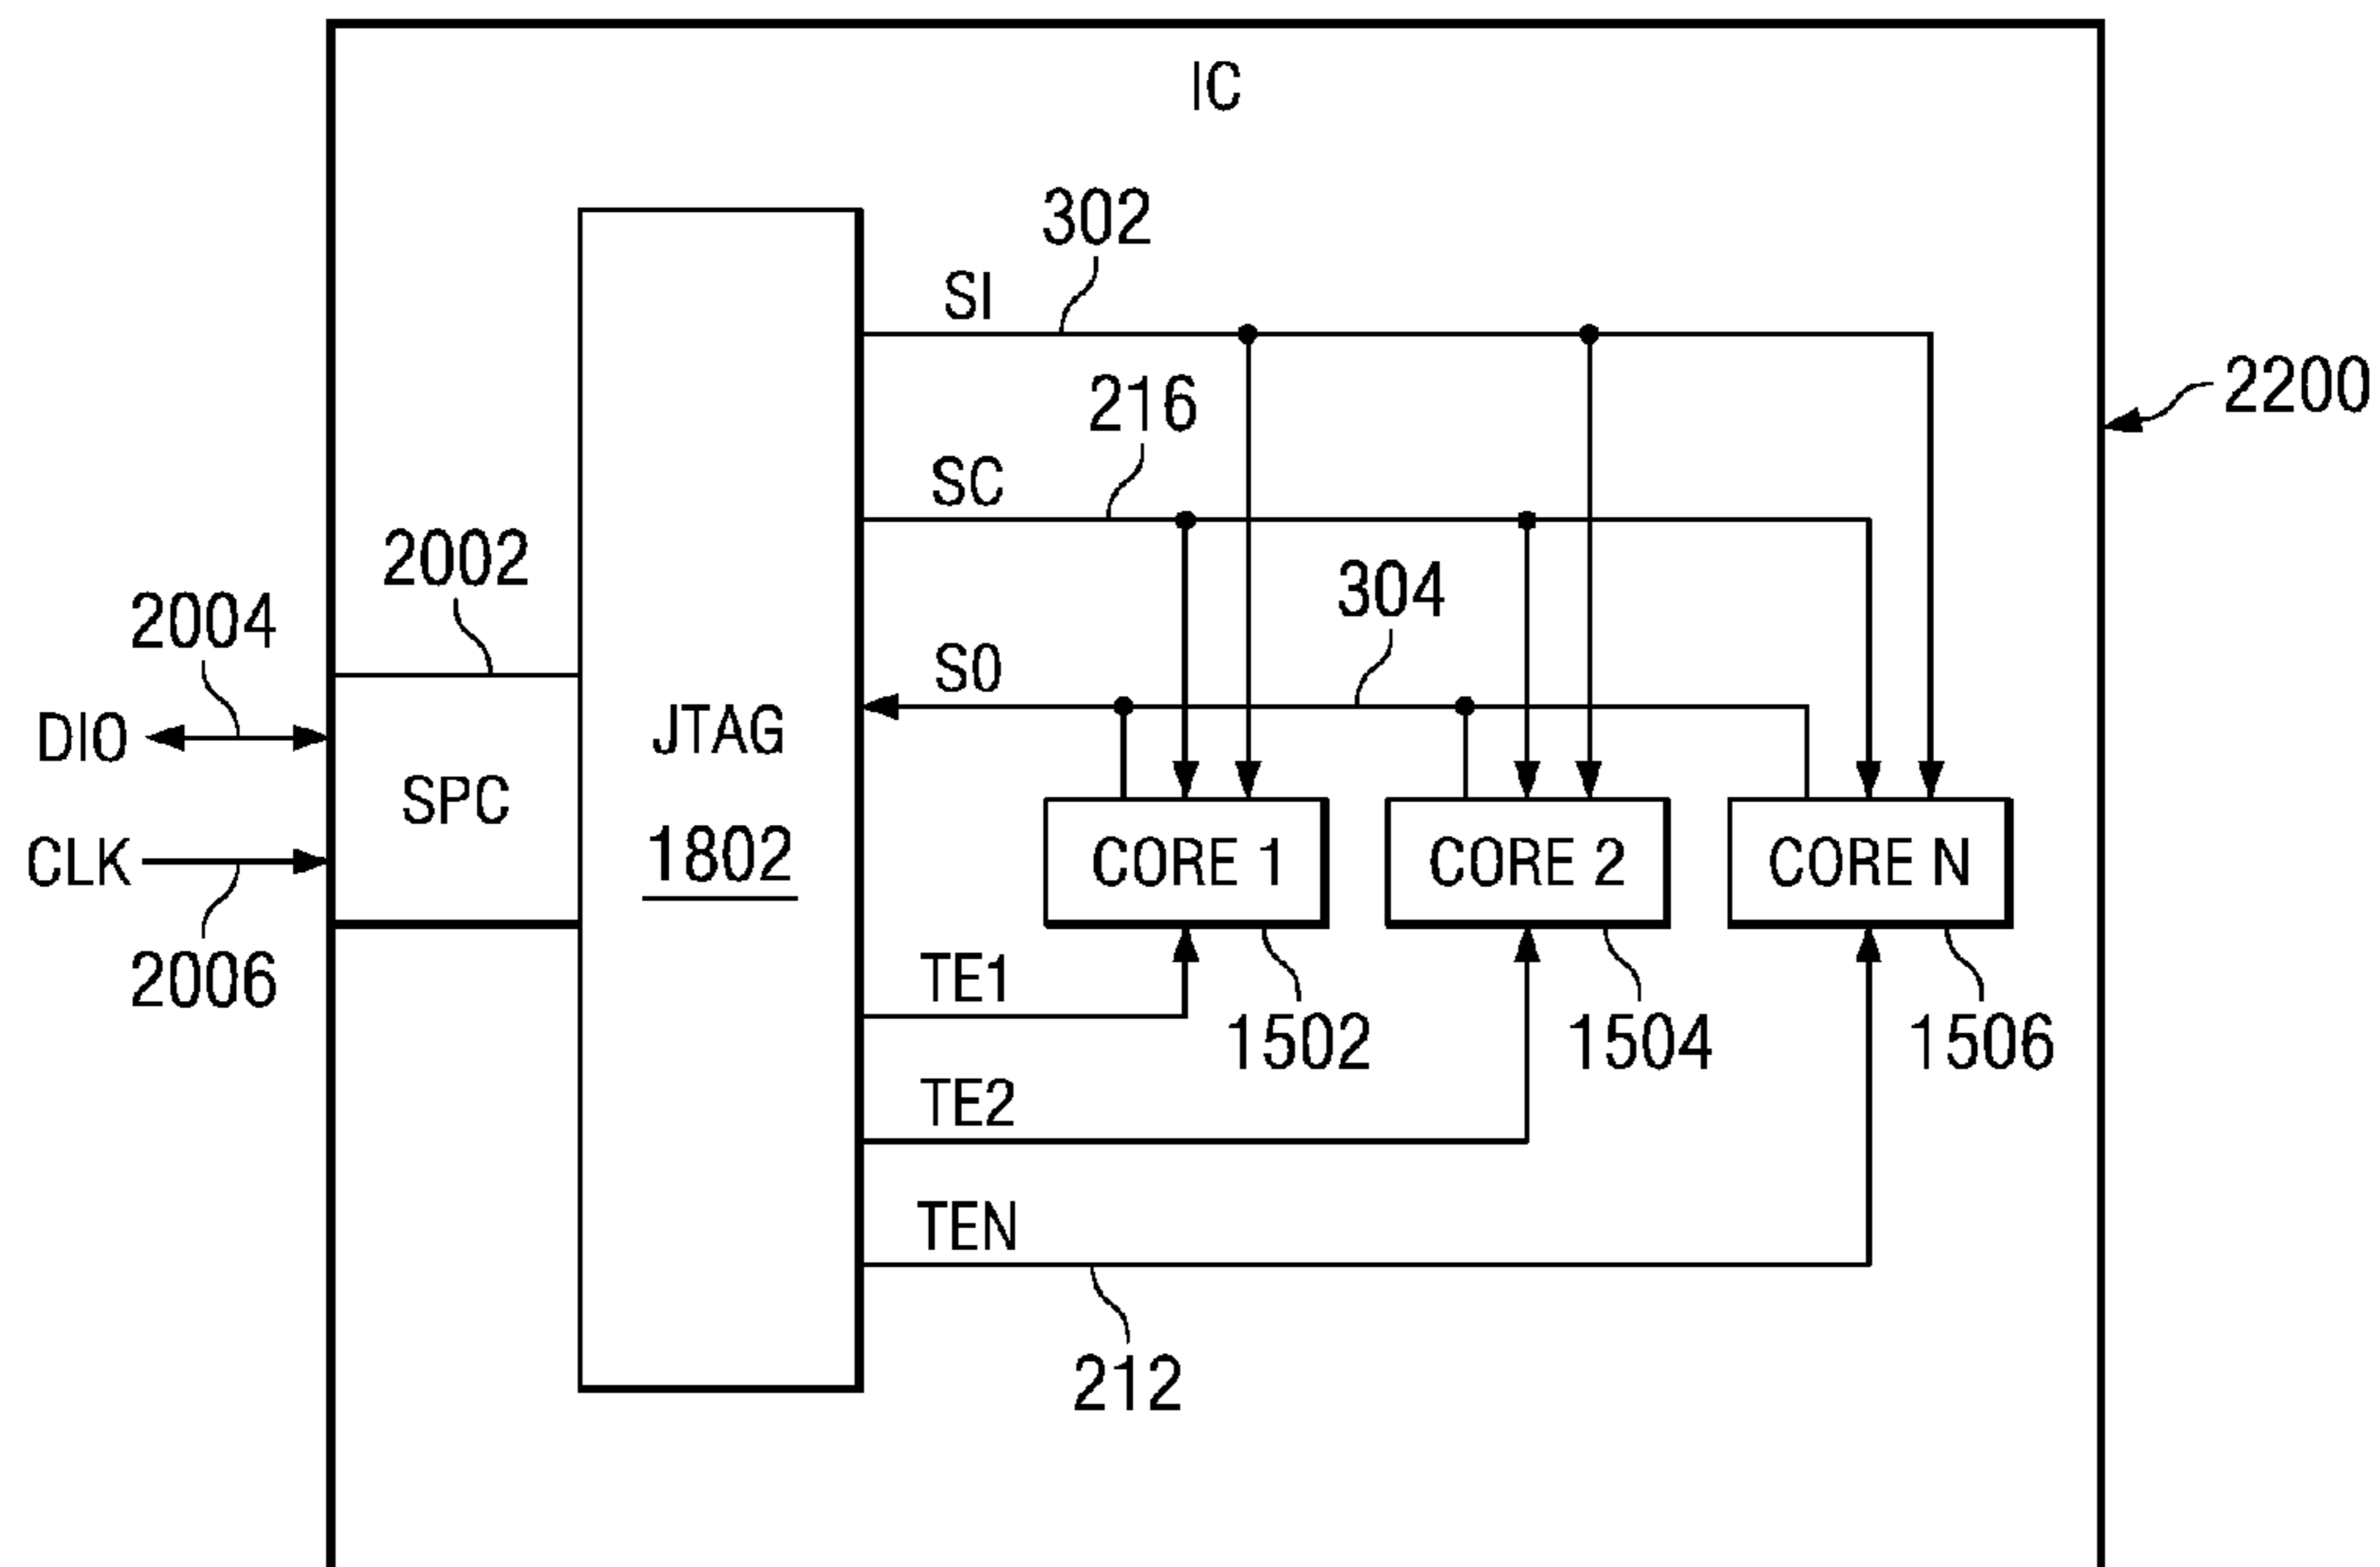 IC
302
SI
2200
216
SC
2002
304
2004
S0
DIO
JTAG
SPC
1802
CLK
CORE 1
CORE 2
CORE N
2006
TE1
1502
1504
1506
TE2
TEN
212